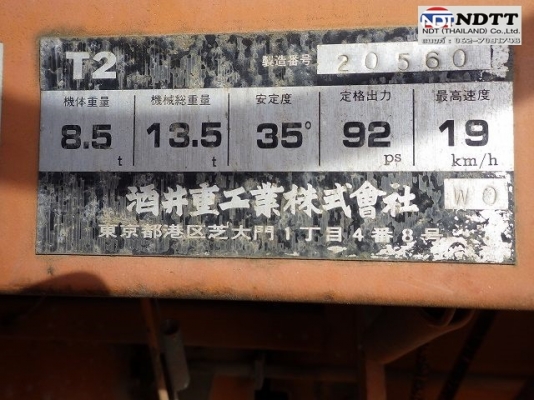 NDT NDTT
NDT (THAILAND) Co.,Ltd.
T2 製造番号 20560
機体重量 機械総重量 安定度 定格出力 最高速度
8.5 t 13.5 t 35° 92 ps 19 km/h
酒井重工業株式會社 WO
東京都港区芝大門1丁目4番8号